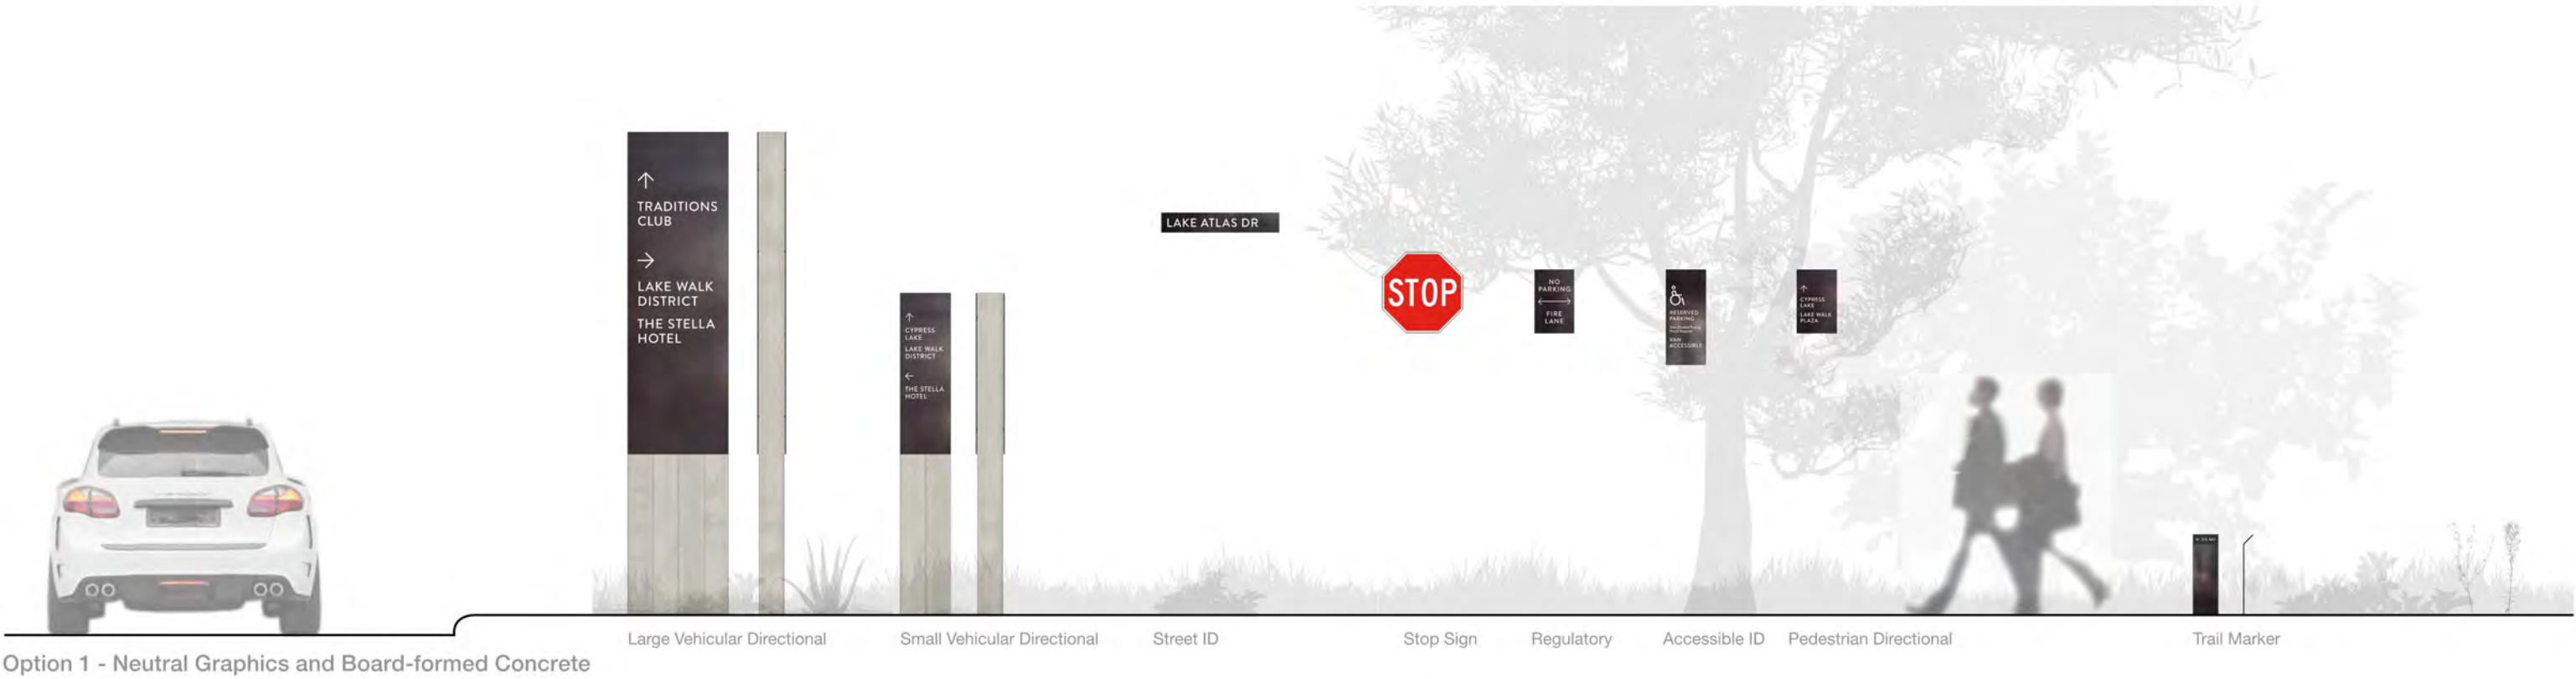 TRADITIONS
CLUB
LAKE WALK
DISTRICT
THE STELLA
HOTEL
CYPRESS
LAKE
LAKE WALK
DISTRICT
THE STELLA
HOTEL
LAKE ATLAS DR
STOP
NO
PARKING
FIRE
LANE
RESERVED
PARKING
VAN
ACCESSIBLE
CYPRESS
LAKE
LAKE WALK
PLAZA
Large Vehicular Directional
Small Vehicular Directional
Street ID
Stop Sign
Regulatory
Accessible ID
Pedestrian Directional
Trail Marker
Option 1 - Neutral Graphics and Board-formed Concrete